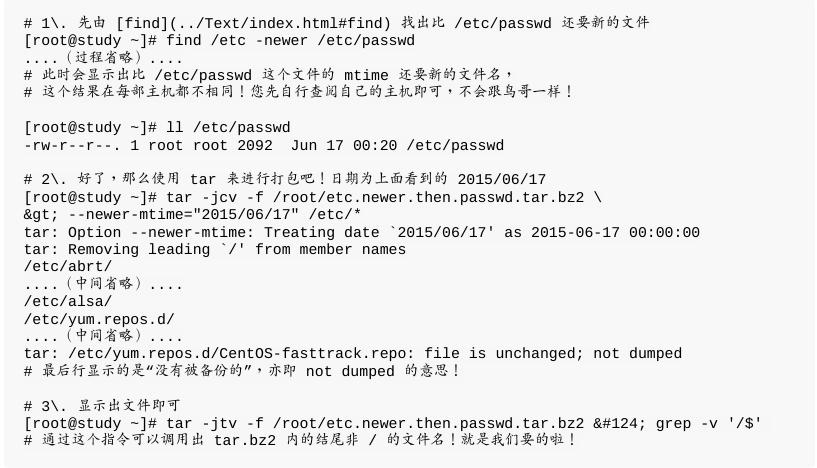 # 1\. 先由 [find](../Text/index.html#find) 找出比 /etc/passwd 还要新的文件
[root@study ~]# find /etc -newer /etc/passwd
....（过程省略）....
# 此时会显示出比 /etc/passwd 这个文件的 mtime 还要新的文件名，
# 这个结果在每部主机都不相同！您先自行查阅自己的主机即可，不会跟鸟哥一样！
[root@study ~]# ll /etc/passwd
-rw-r--r--. 1 root root 2092  Jun 17 00:20 /etc/passwd
# 2\. 好了，那么使用 tar 来进行打包吧！日期为上面看到的 2015/06/17
[root@study ~]# tar -jcv -f /root/etc.newer.then.passwd.tar.bz2 \
&gt; --newer-mtime="2015/06/17" /etc/*
tar: Option --newer-mtime: Treating date `2015/06/17' as 2015-06-17 00:00:00
tar: Removing leading `/' from member names
/etc/abrt/
....（中间省略）....
/etc/alsa/
/etc/yum.repos.d/
....（中间省略）....
tar: /etc/yum.repos.d/CentOS-fasttrack.repo: file is unchanged; not dumped
# 最后行显示的是“没有被备份的”，亦即 not dumped 的意思！
# 3\. 显示出文件即可
[root@study ~]# tar -jtv -f /root/etc.newer.then.passwd.tar.bz2 &#124; grep -v '/$'
# 通过这个指令可以调用出 tar.bz2 内的结尾非 / 的文件名！就是我们要的啦！